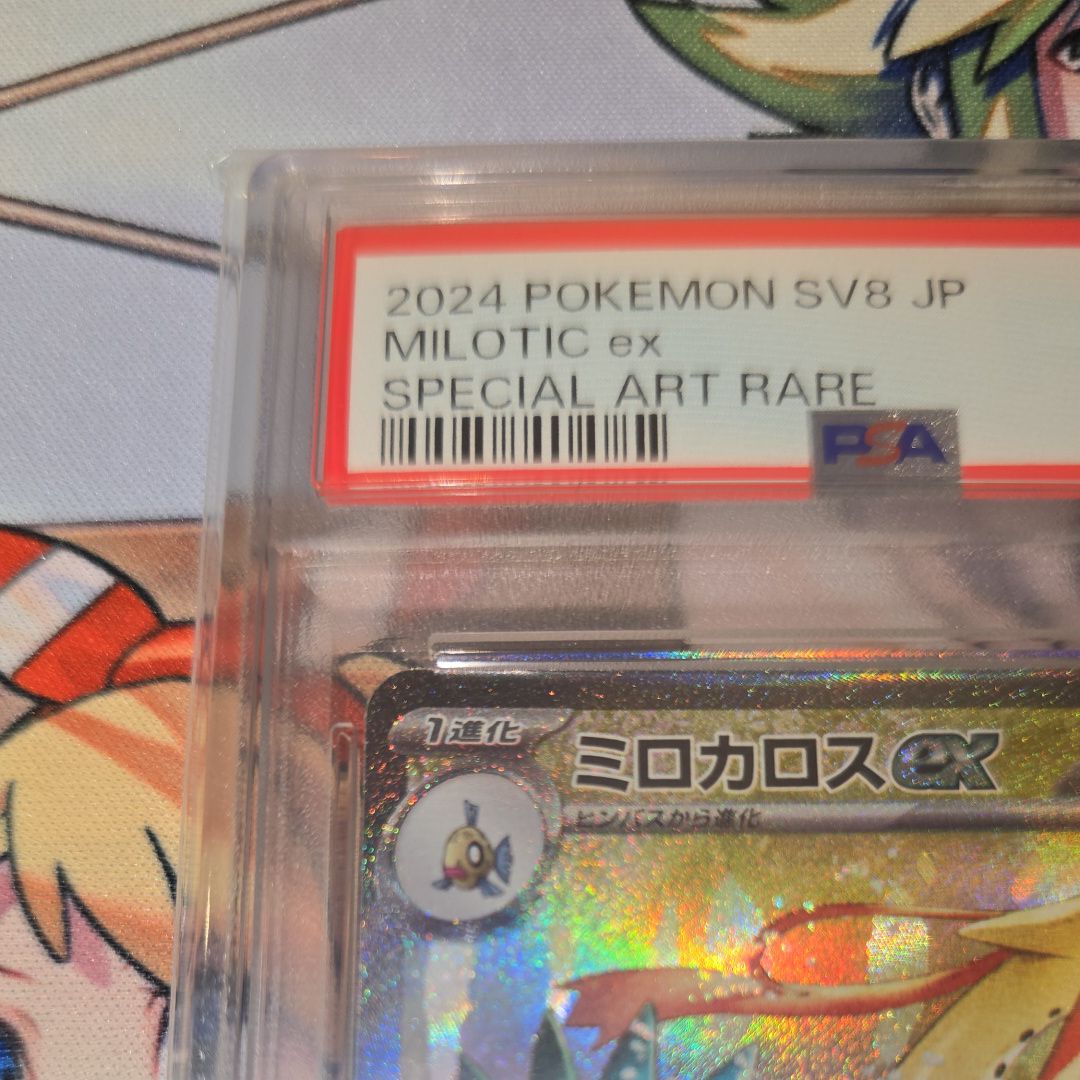 2024 POKEMON SV8 JP
MILOTIC ex
SPECIAL ART RARE
PSA
1進化
ミロカロスex
ヒンバスから進化